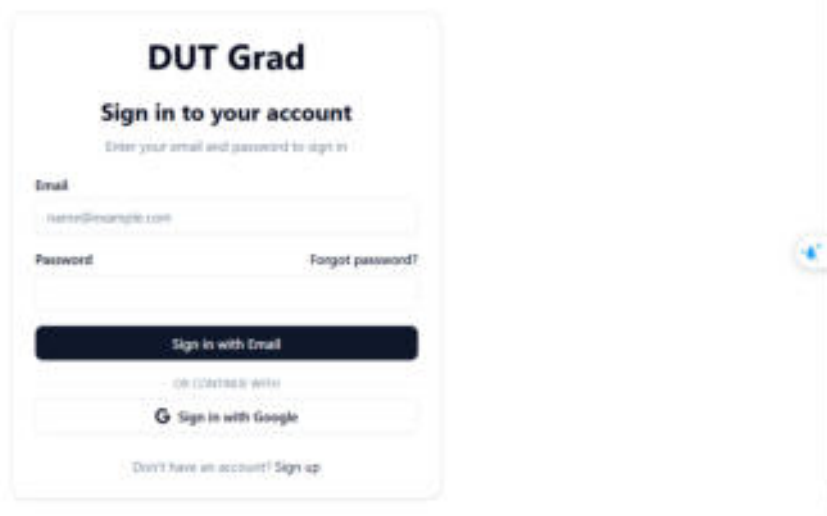 DUT Grad
Sign in to your account
Enter your email and password to sign in
Email
name@example.com
Password Forgot password?
Sign in with Email
OR CONTINUE WITH
G Sign in with Google
Don't have an account? Sign up